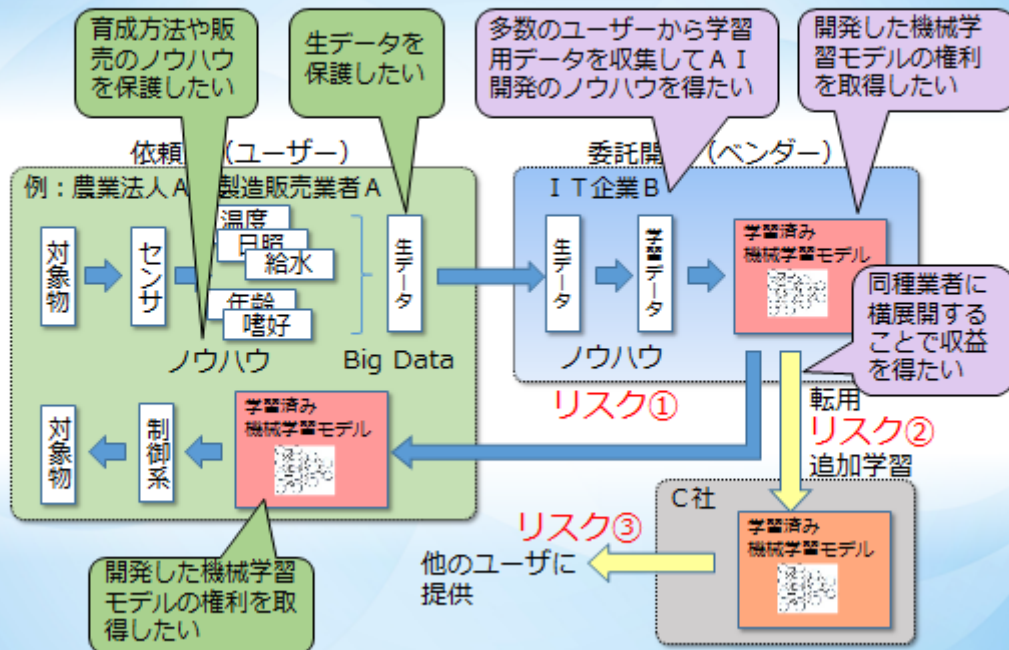 育成方法や販
売のノウハウ
を保護したい
生データを
保護したい
多数のユーザーから学習
用データを収集してＡＩ
開発のノウハウを得たい
開発した機械学
習モデルの権利
を取得したい
依頼（ユーザー）
委託開（ベンダー）
例：農業法人Ａ 製造販売業者Ａ
対象物
センサ
温度
日照
給水
年齢
嗜好
生データ
ノウハウ
Big Data
ＩＴ企業Ｂ
生データ
学習データ
学習済み
機械学習モデル
ノウハウ
同種業者に
横展開する
ことで収益
を得たい
リスク①
転用
リスク②
追加学習
対象物
制御系
学習済み
機械学習モデル
Ｃ社
学習済み
機械学習モデル
リスク③
他のユーザに
提供
開発した機械学習
モデルの権利を取
得したい